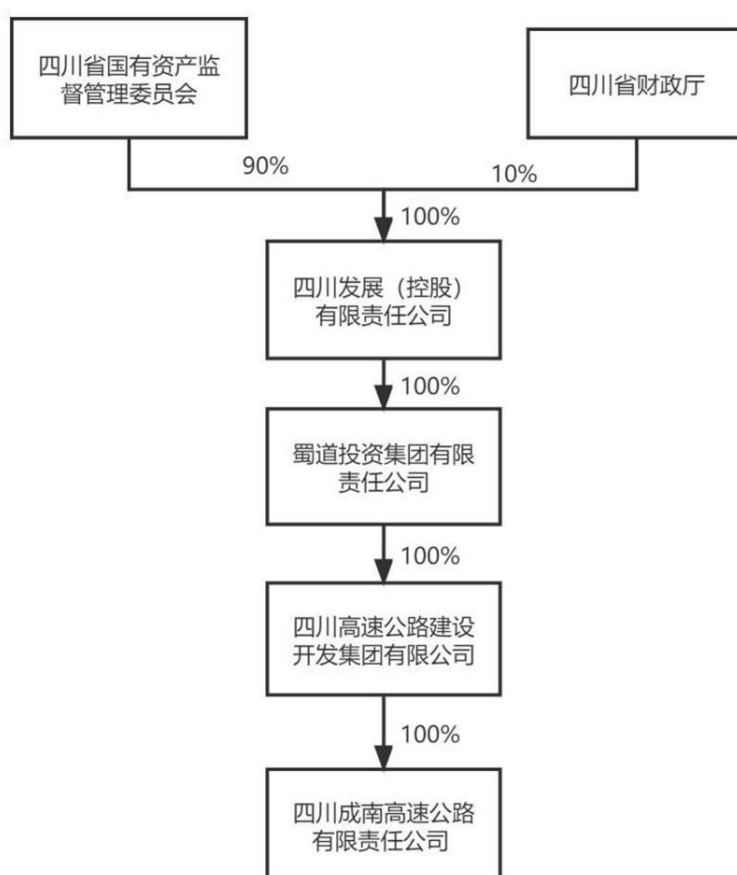 四川省国有资产监
督管理委员会
四川省财政厅
90%
10%
100%
四川发展（控股）
有限责任公司
100%
蜀道投资集团有限
责任公司
100%
四川高速公路建设
开发集团有限公司
100%
四川成南高速公路
有限责任公司